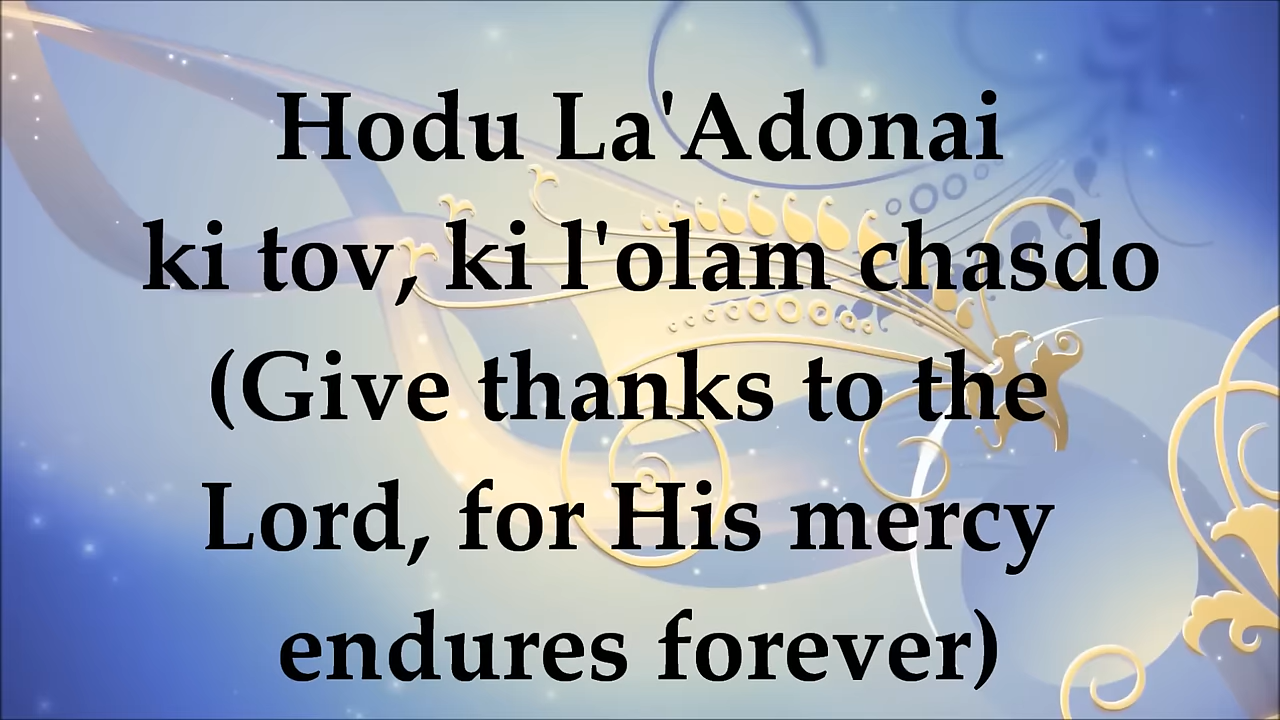 Hodu La'Adonai
ki tov, ki l'olam chasdo
(Give thanks to the
Lord, for His mercy
endures forever)